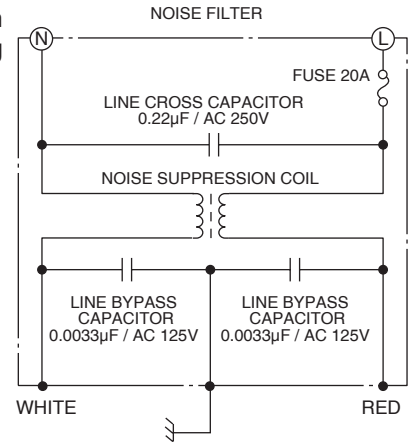 n
g
NOISE FILTER
N
L
FUSE 20A
LINE CROSS CAPACITOR
0.22µF / AC 250V
NOISE SUPPRESSION COIL
LINE BYPASS
CAPACITOR
0.0033µF / AC 125V
LINE BYPASS
CAPACITOR
0.0033µF / AC 125V
WHITE
RED